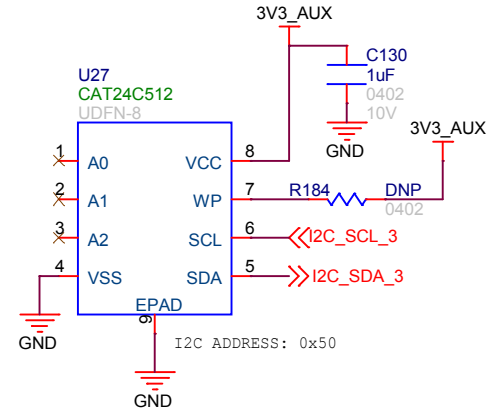 3V3_AUX
C130
1uF
0402
10V
GND
U27
CAT24C512
UDFN-8
3V3_AUX
1 A0 VCC 8
2 A1 WP 7 R184 DNP
0402
3 A2 SCL 6 I2C_SCL_3
4 VSS SDA 5 I2C_SDA_3
EPAD
9
GND
I2C ADDRESS: 0x50
GND